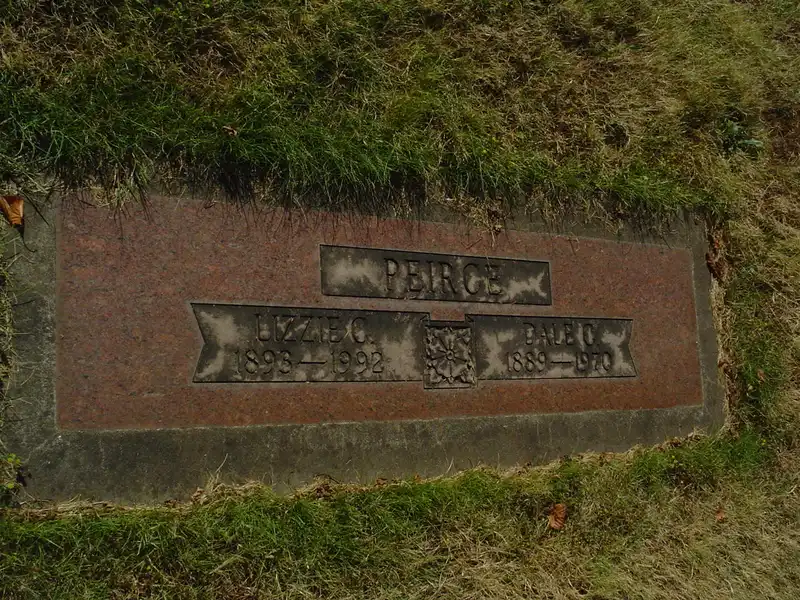 PEIRCE
LIZZIE C.
1893—1992
DALE O.
1889—1970